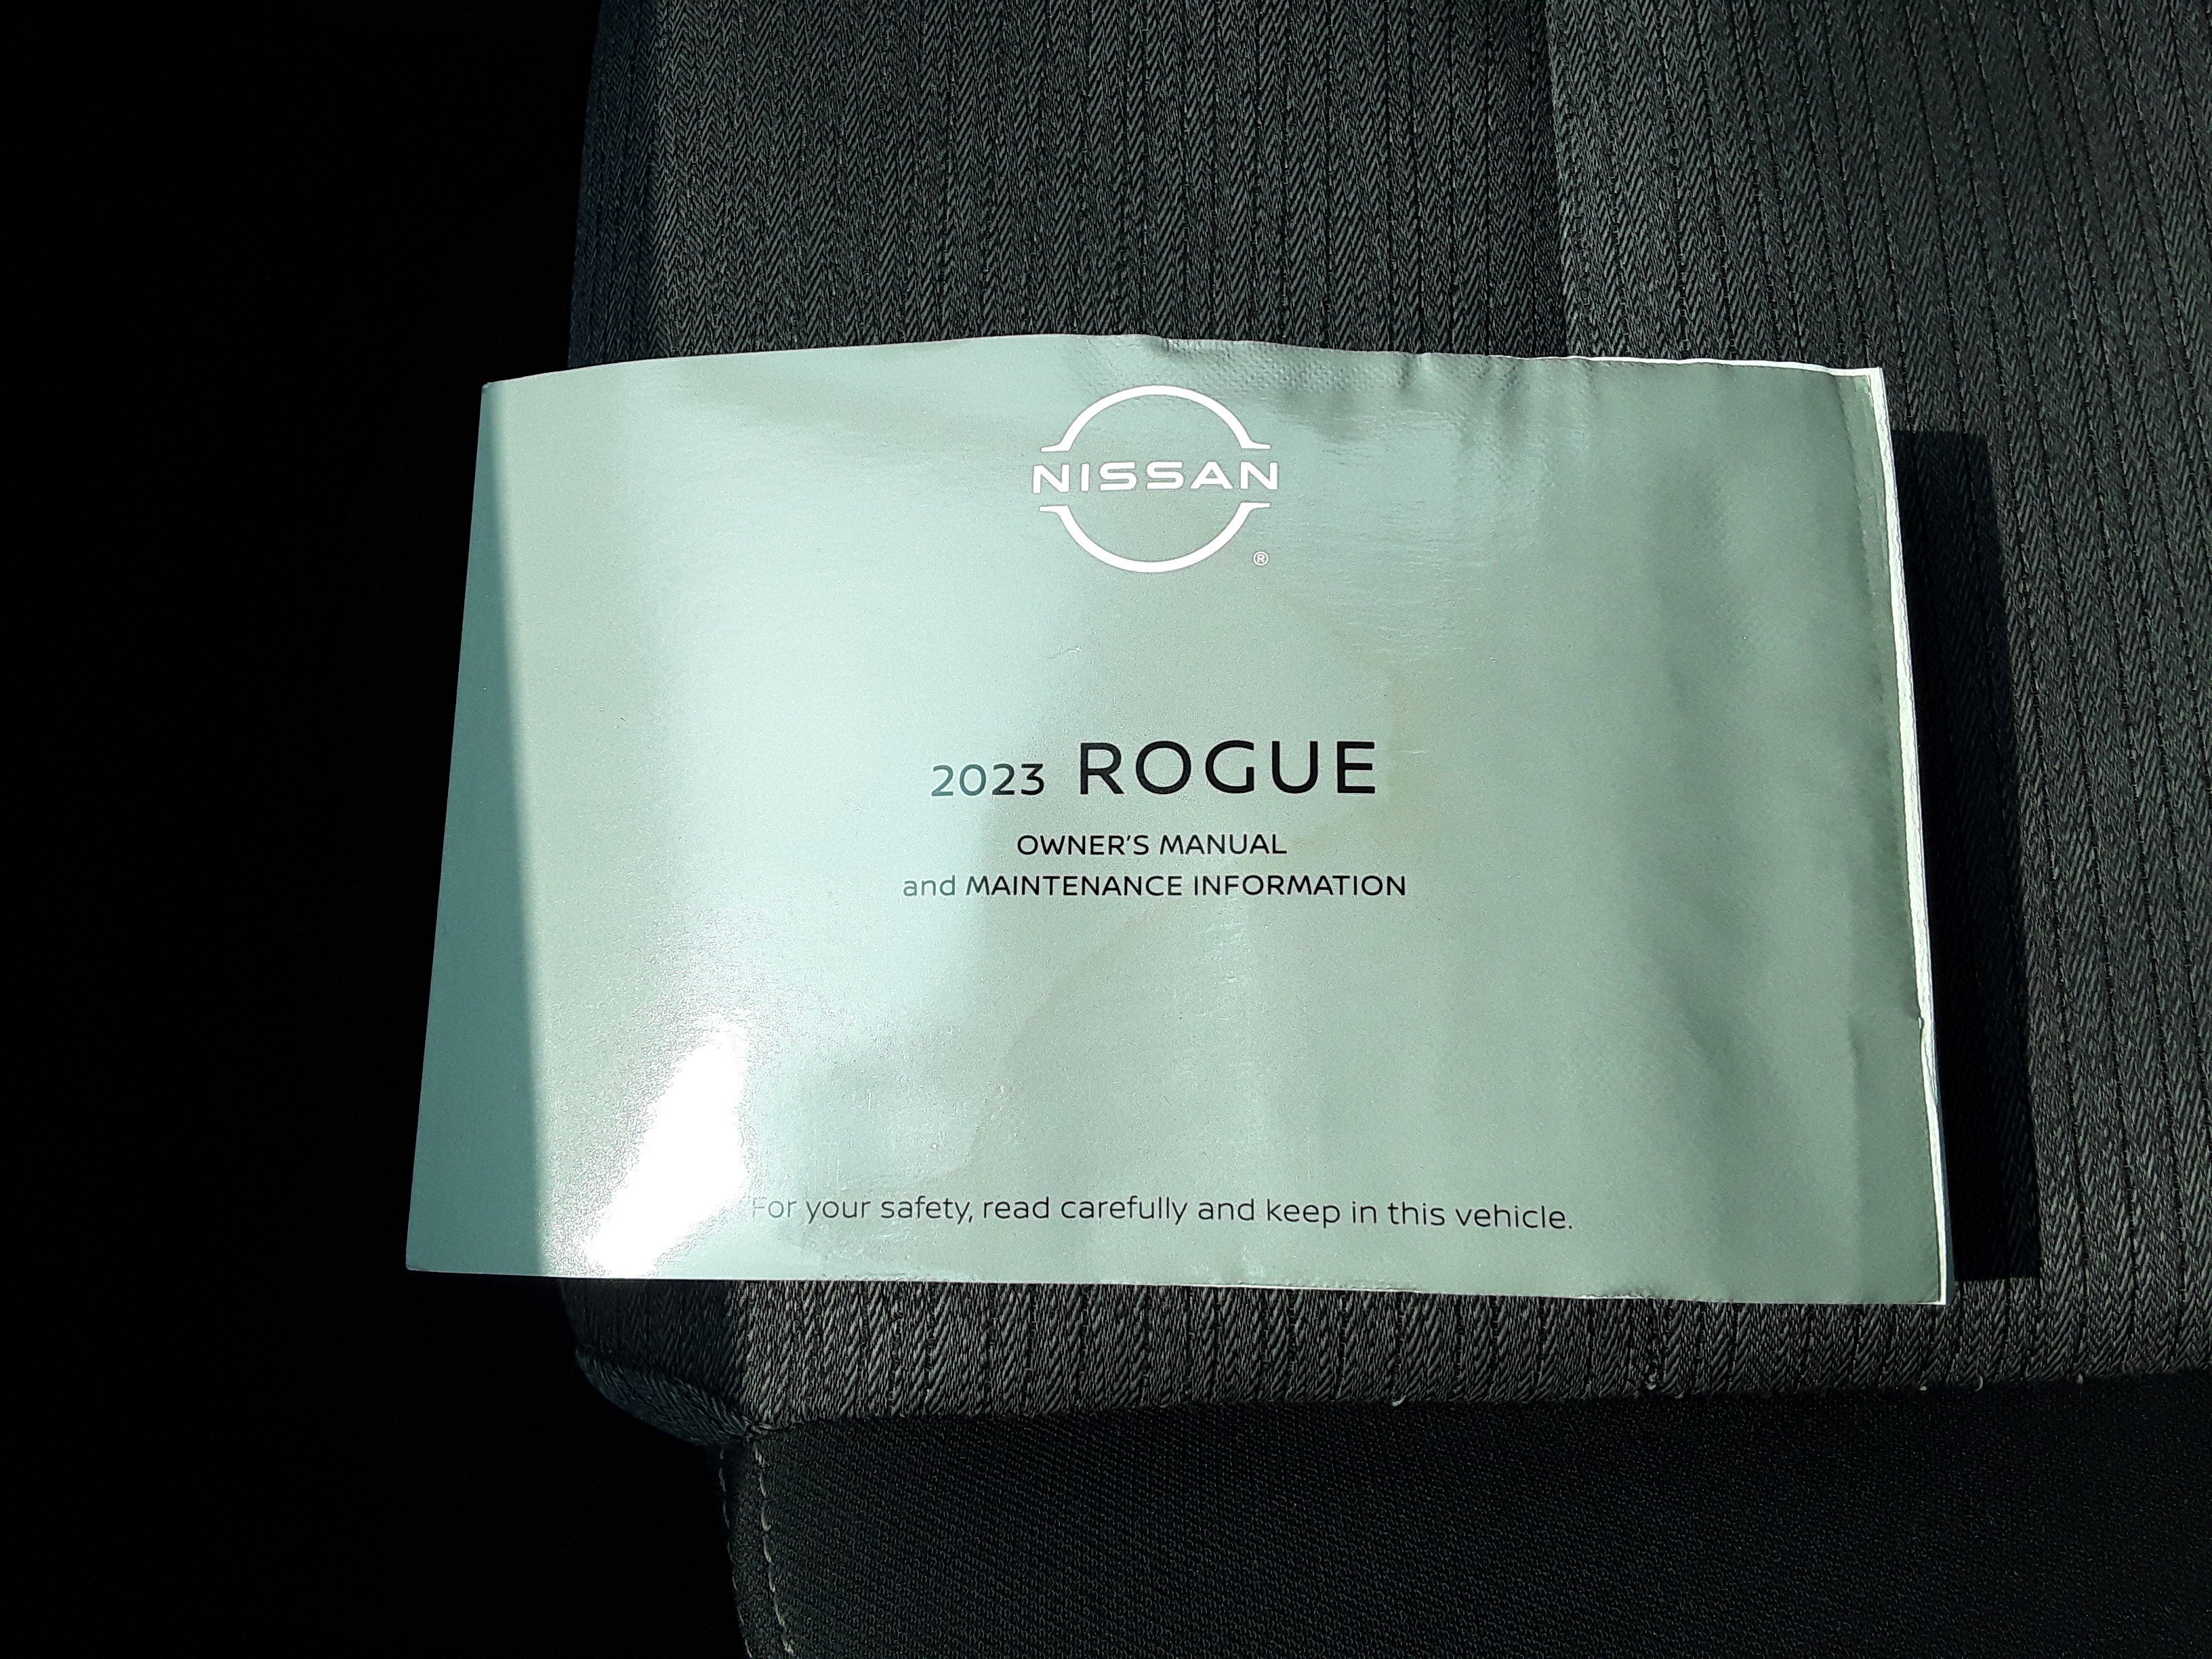 NISSAN
®
2023 ROGUE
OWNER'S MANUAL
and MAINTENANCE INFORMATION
For your safety, read carefully and keep in this vehicle.